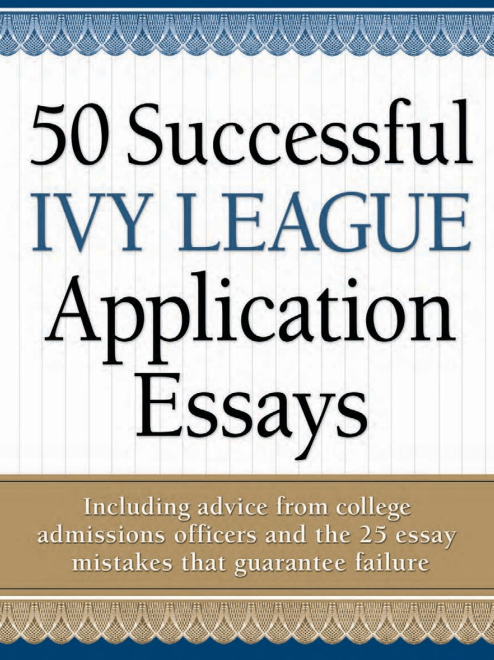 50 Successful
IVY LEAGUE
Application
Essays
Including advice from college
admissions officers and the 25 essay
mistakes that guarantee failure